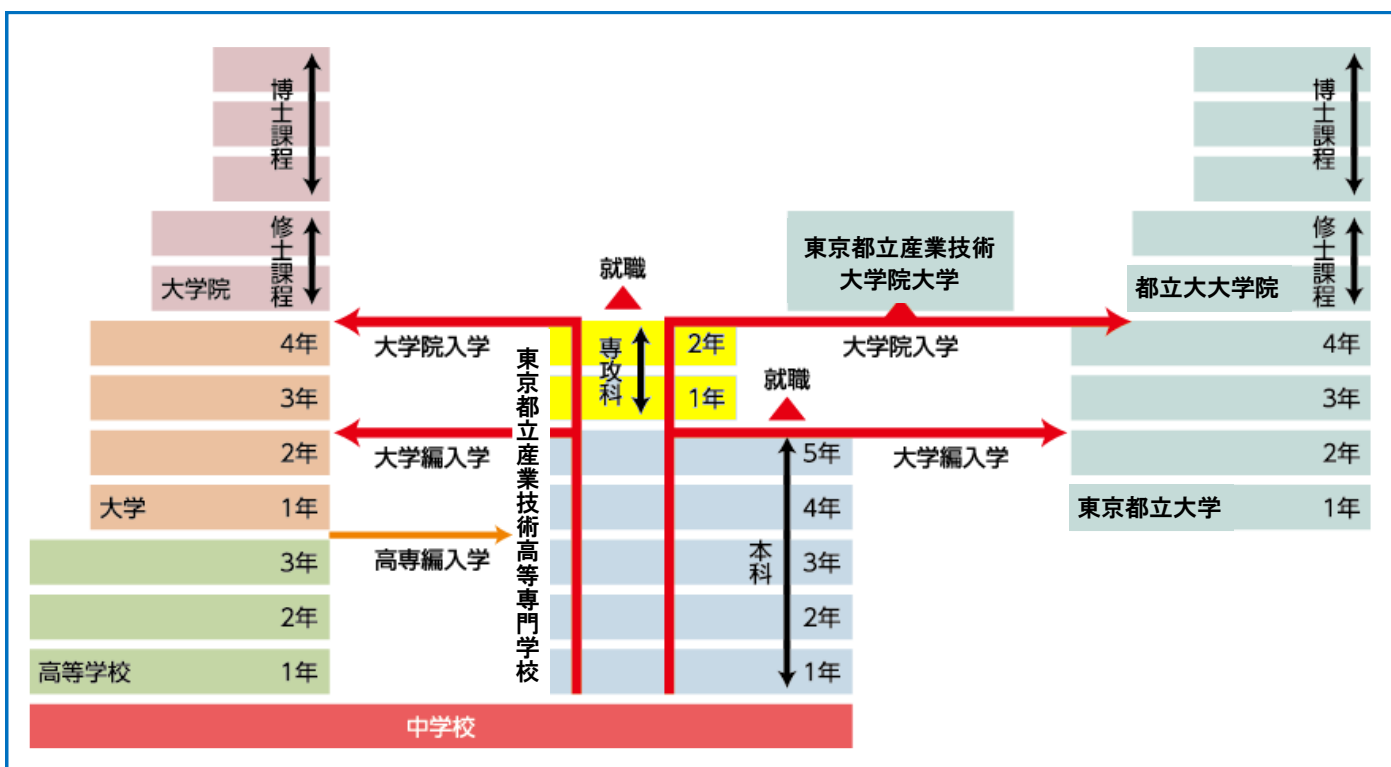 博士課程
修士課程
大学院
4年
3年
2年
大学
1年
3年
2年
高等学校
1年
大学院入学
大学編入学
高専編入学
東京都立産業技術高等専門学校
就職
専攻科
2年
1年
就職
本科
5年
4年
3年
2年
1年
中学校
東京都立産業技術
大学院大学
大学院入学
大学編入学
博士課程
修士課程
都立大大学院
4年
3年
2年
東京都立大学
1年